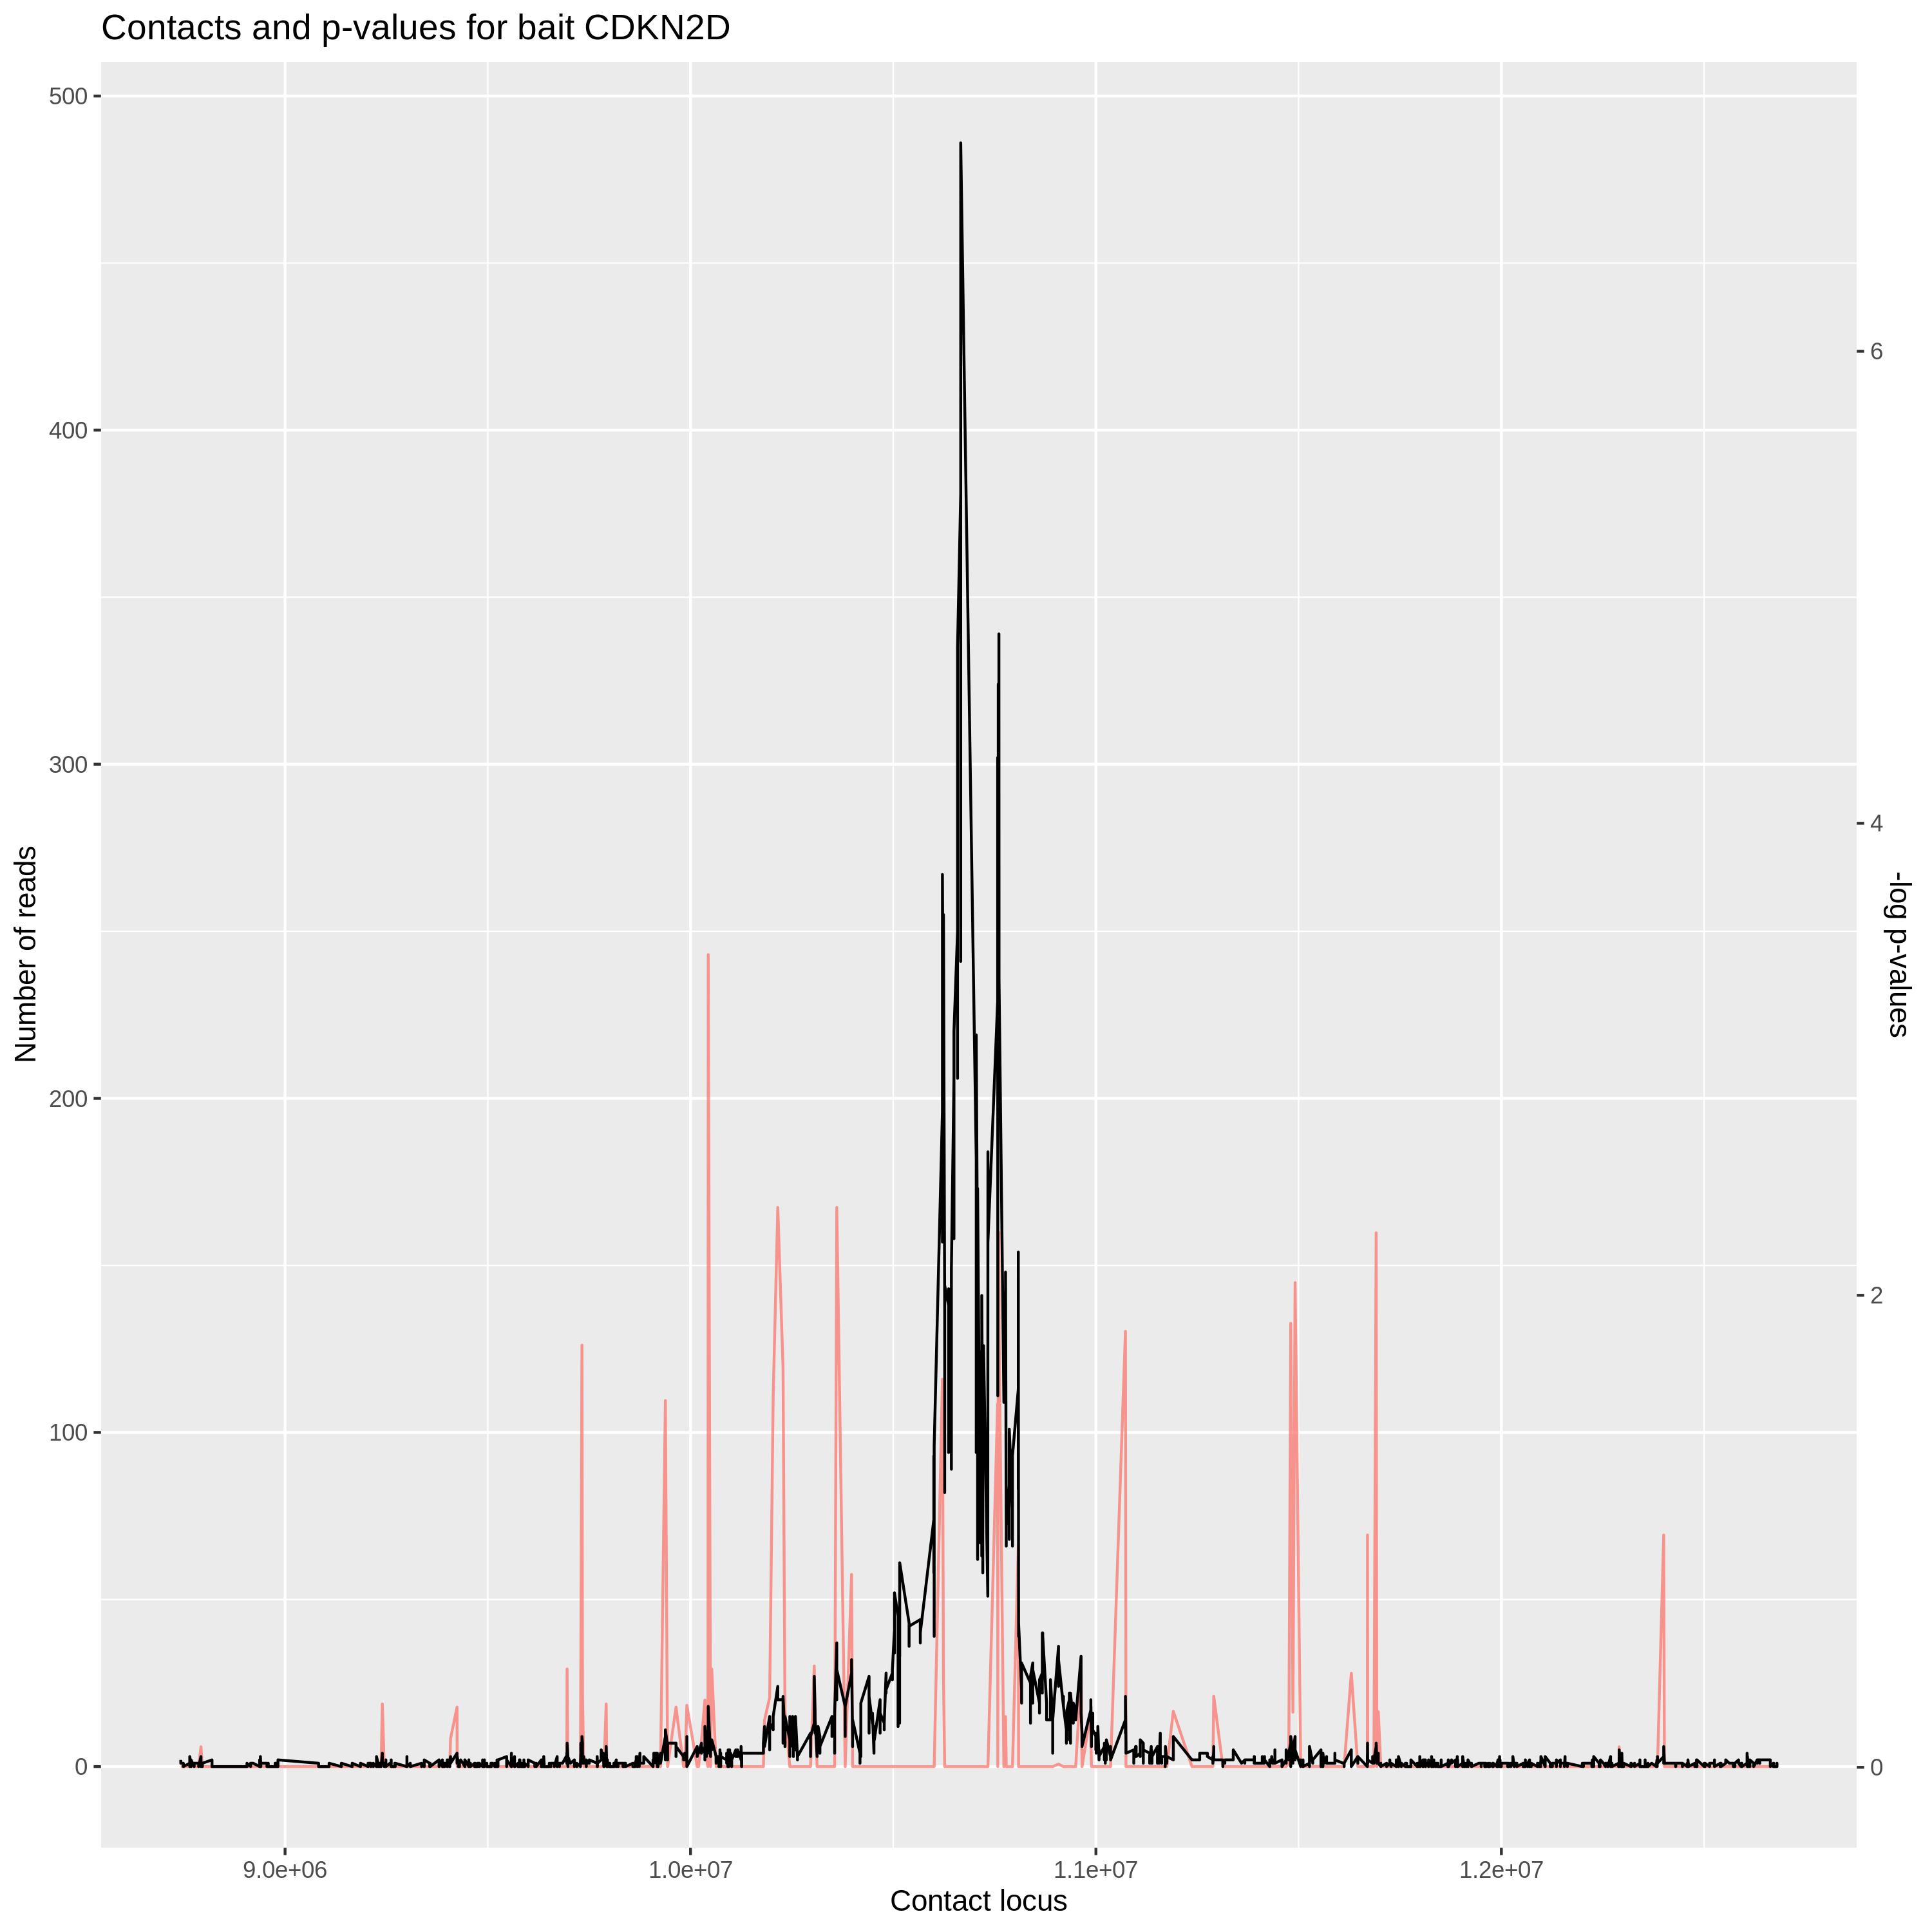 Contacts and p-values for bait CDKN2D
500
400
300
200
100
0
Number of reads
6
4
2
0
-log p-values
9.0e+06
1.0e+07
1.1e+07
1.2e+07
Contact locus